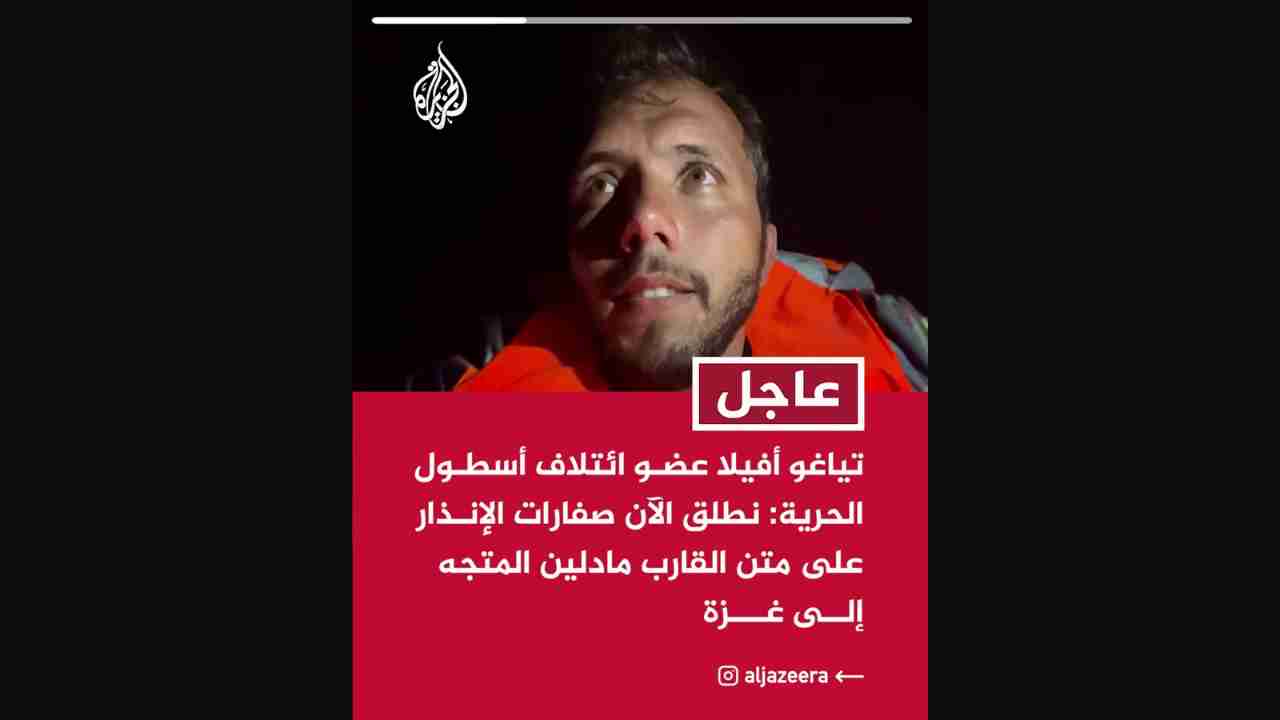 الجزيرة
عاجل
تياغو أفيلا عضو ائتلاف أسطول
الحرية: نطلق الآن صفارات الإنذار
على متن القارب مادلين المتجه
إلى غزة
aljazeera